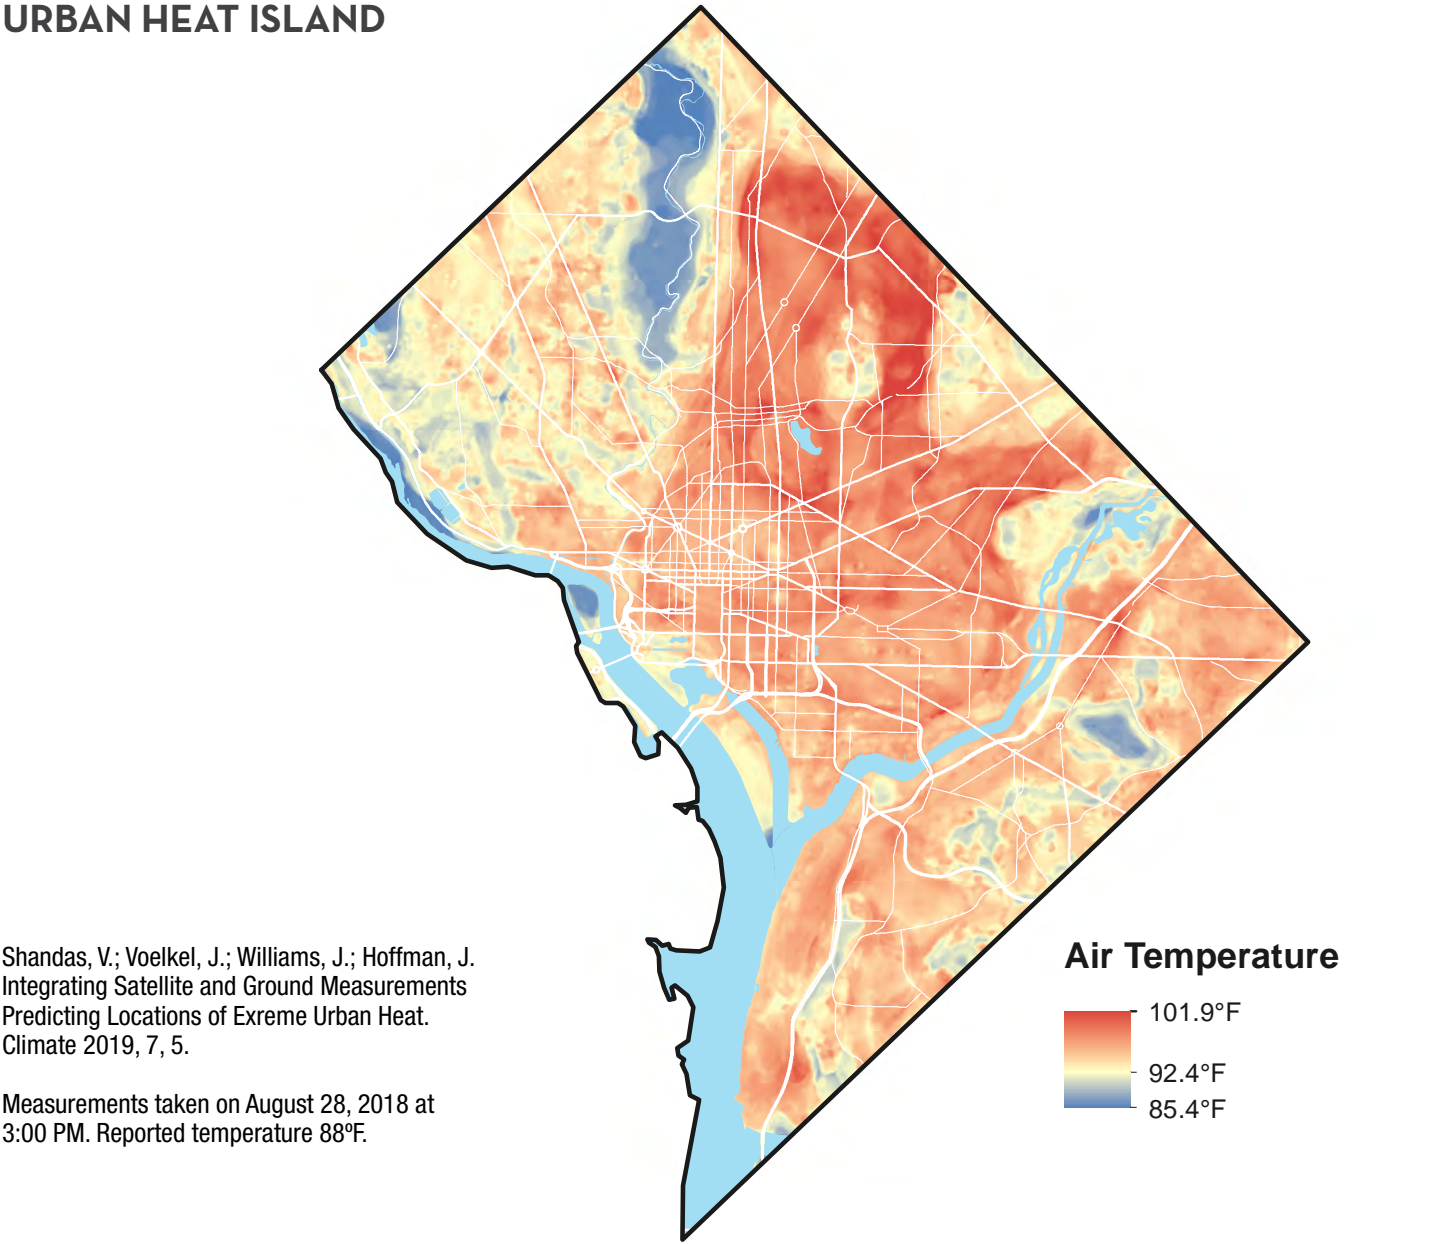 URBAN HEAT ISLAND
Shandas, V.; Voelkel, J.; Williams, J.; Hoffman, J.
Integrating Satellite and Ground Measurements
Predicting Locations of Exreme Urban Heat.
Climate 2019, 7, 5.
Measurements taken on August 28, 2018 at
3:00 PM. Reported temperature 88ºF.
Air Temperature
101.9°F
92.4°F
85.4°F